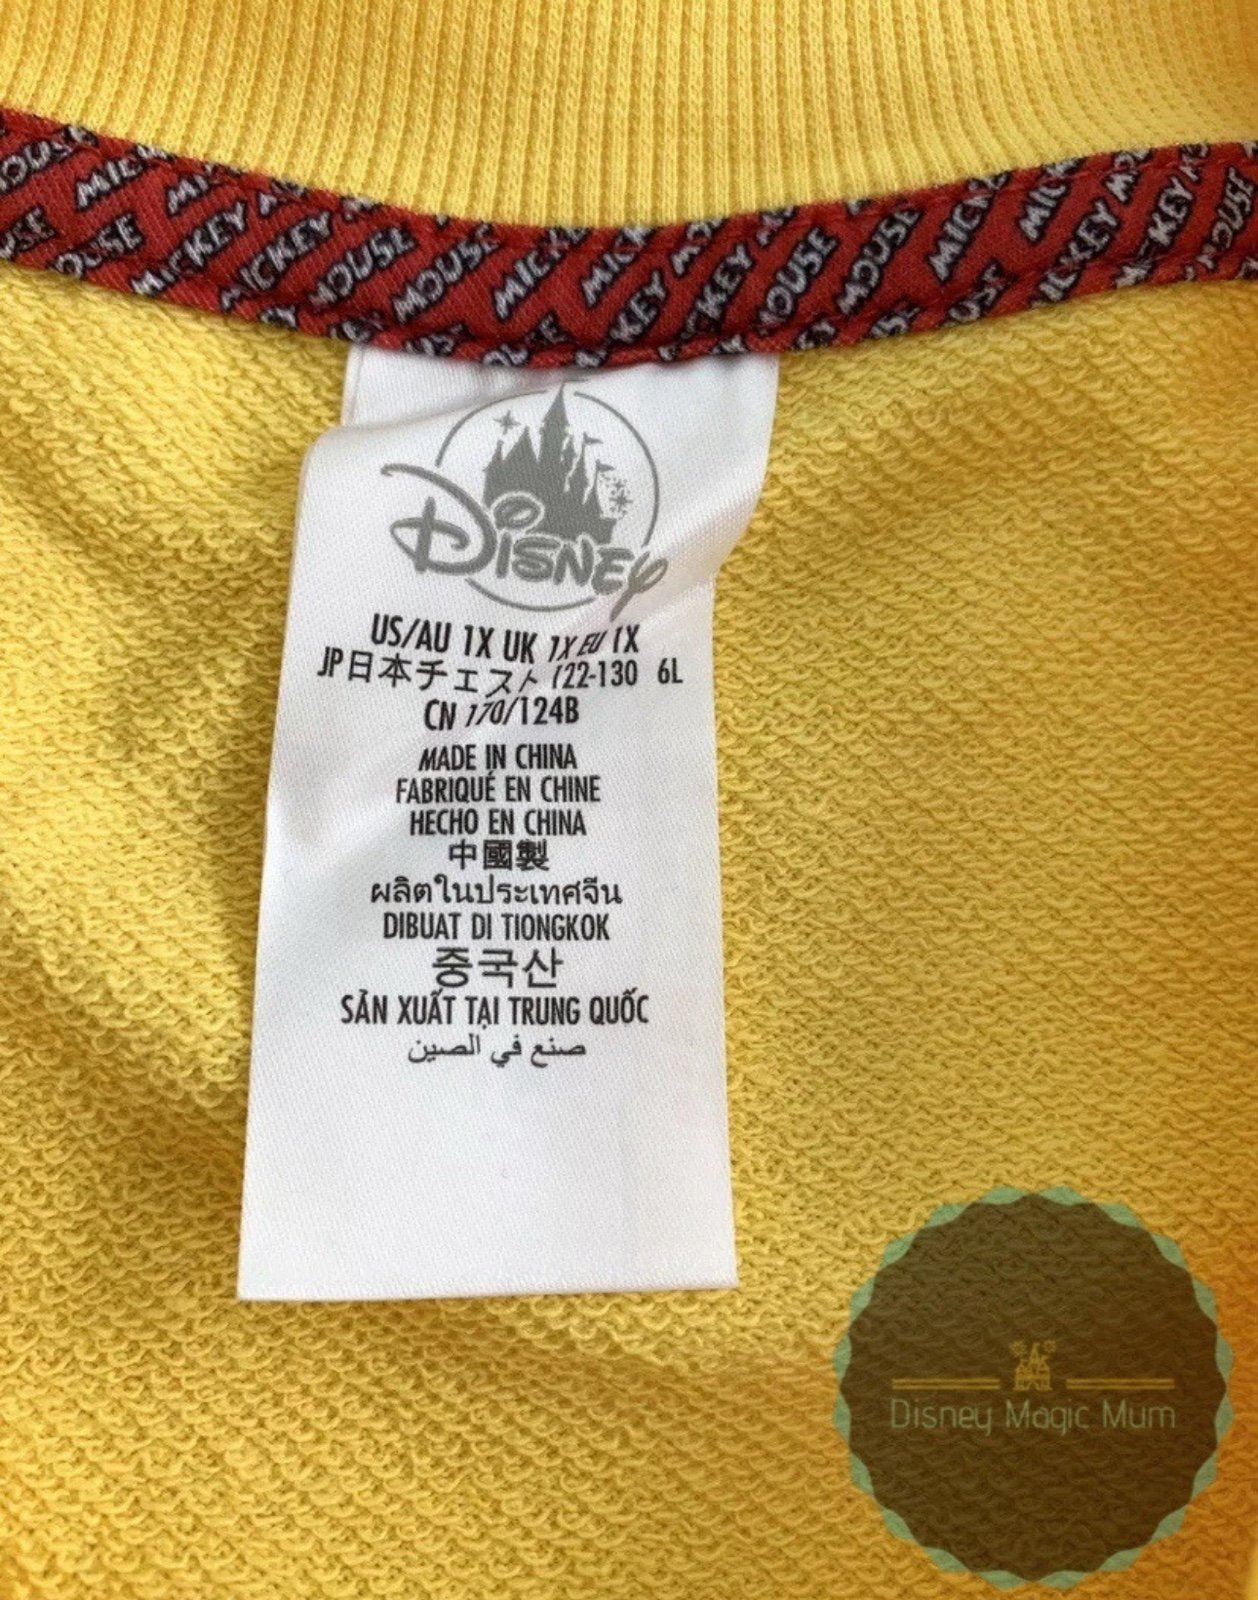 MICKEY MOUSE
Disney
US/AU 1X UK 1X EU 1X
JP日本チェスト 122-130 6L
CN 170/124B
MADE IN CHINA
FABRIQUÉ EN CHINE
HECHO EN CHINA
中國製
ผลิตในประเทศจีน
DIBUAT DI TIONGKOK
중국산
SẢN XUẤT TẠI TRUNG QUỐC
صنع في الصين
Disney Magic Mum